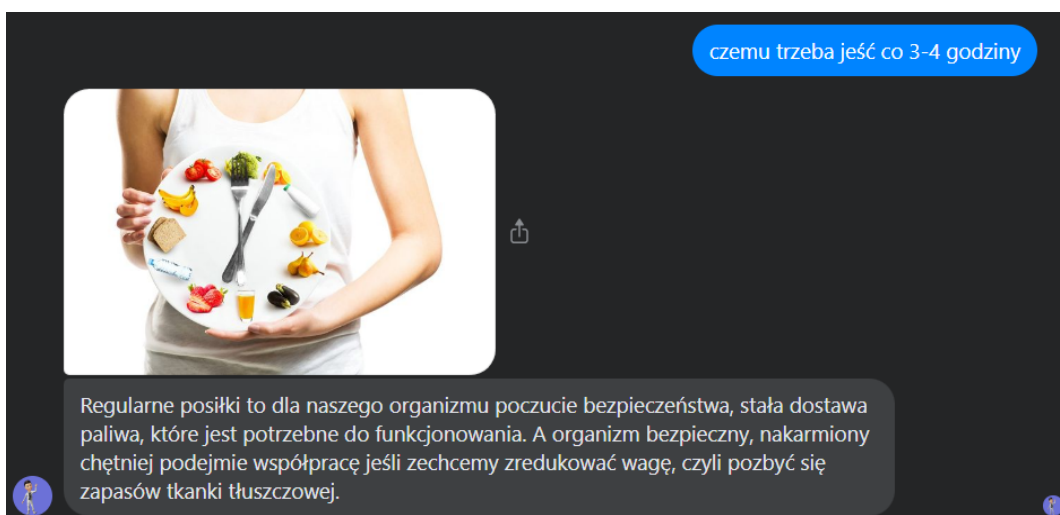 czemu trzeba jeść co 3-4 godziny
Regularne posiłki to dla naszego organizmu poczucie bezpieczeństwa, stała dostawa
paliwa, które jest potrzebne do funkcjonowania. A organizm bezpieczny, nakarmiony
chętniej podejmie współpracę jeśli zechcemy zredukować wagę, czyli pozbyć się
zapasów tkanki tłuszczowej.